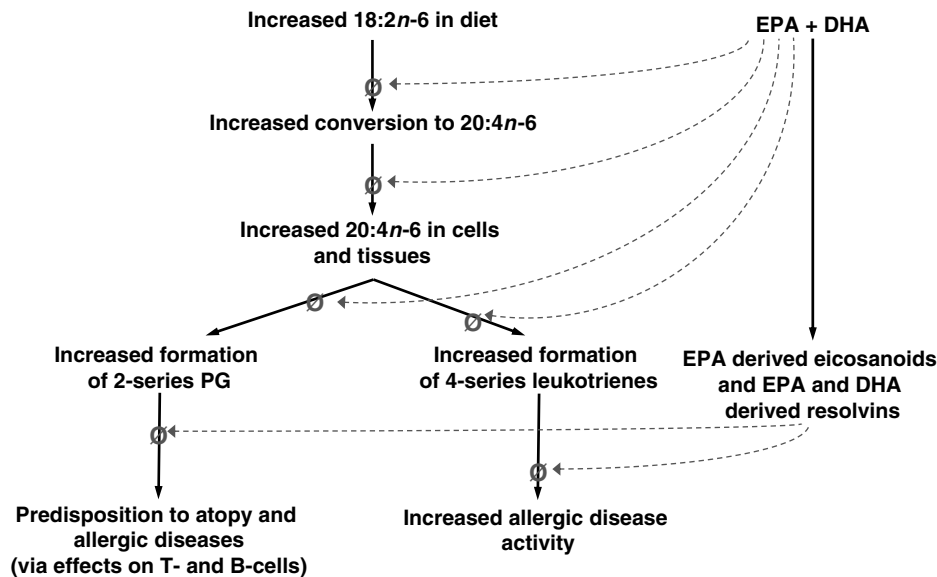 Increased 18:2n-6 in diet
EPA + DHA
Ø
Increased conversion to 20:4n-6
Ø
Increased 20:4n-6 in cells
and tissues
Ø
Ø
Increased formation
of 2-series PG
Increased formation
of 4-series leukotrienes
EPA derived eicosanoids
and EPA and DHA
derived resolvins
Ø
Ø
Predisposition to atopy and
allergic diseases
(via effects on T- and B-cells)
Increased allergic disease
activity